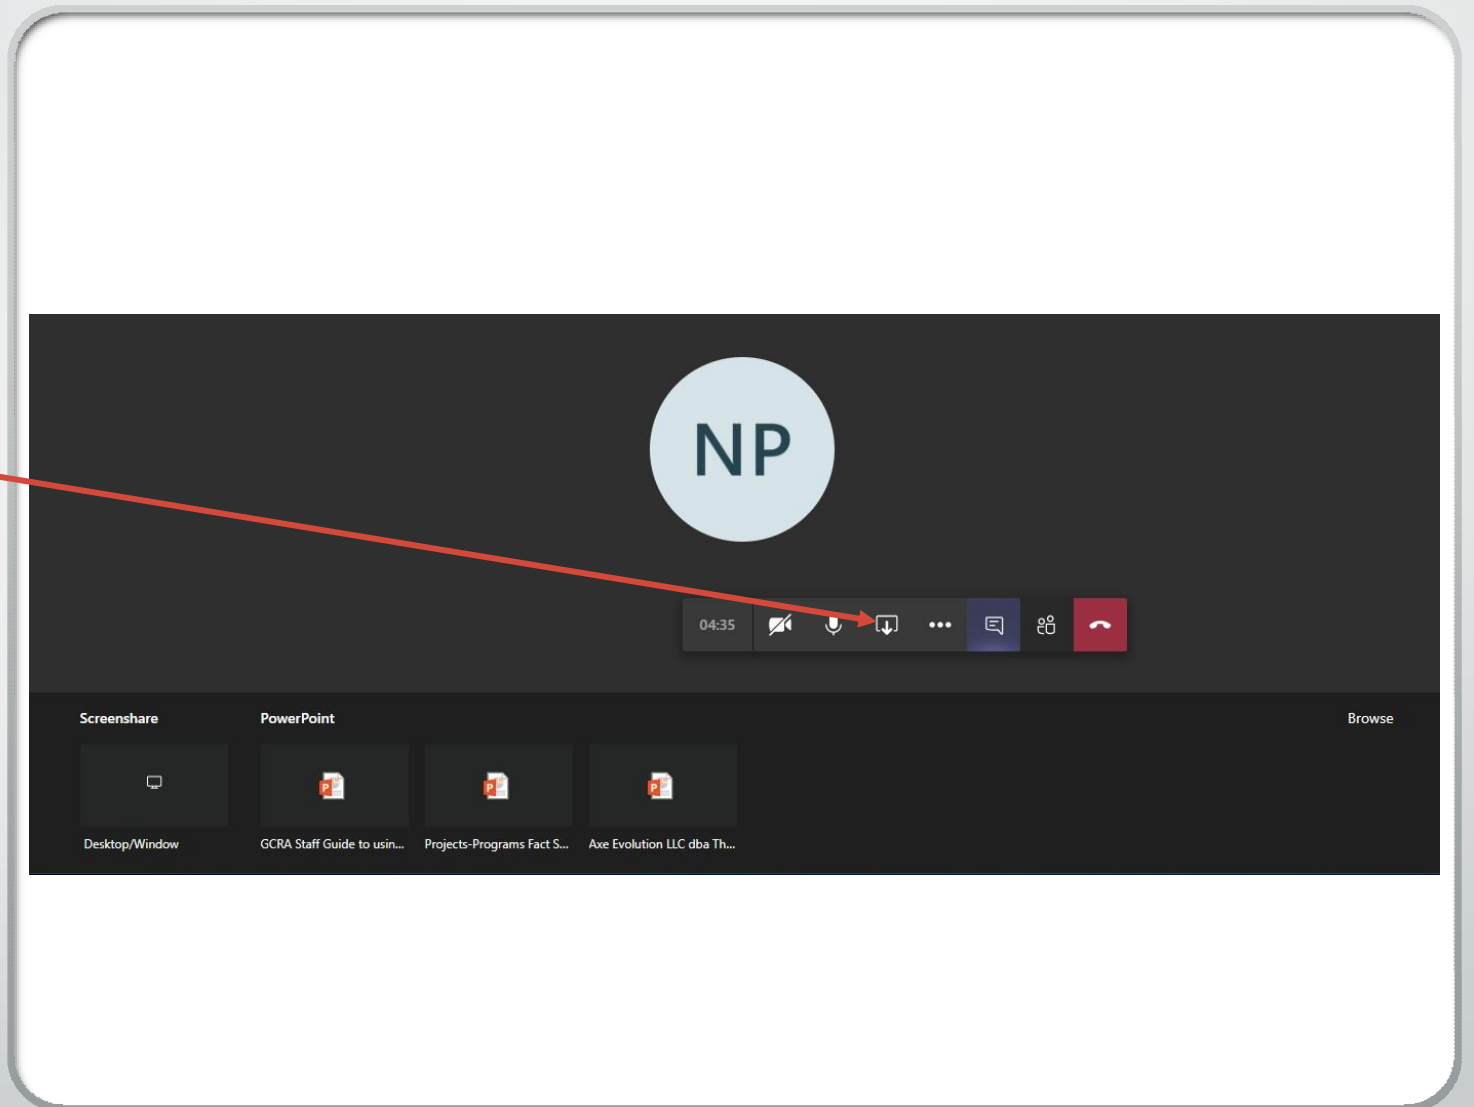 NP
04:35
Screenshare PowerPoint Browse
Desktop/Window GCRA Staff Guide to usin... Projects-Programs Fact S... Axe Evolution LLC dba Th...